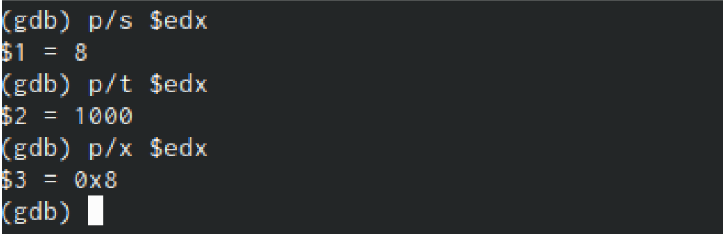 (gdb) p/s $edx
$1 = 8
(gdb) p/t $edx
$2 = 1000
(gdb) p/x $edx
$3 = 0x8
(gdb)